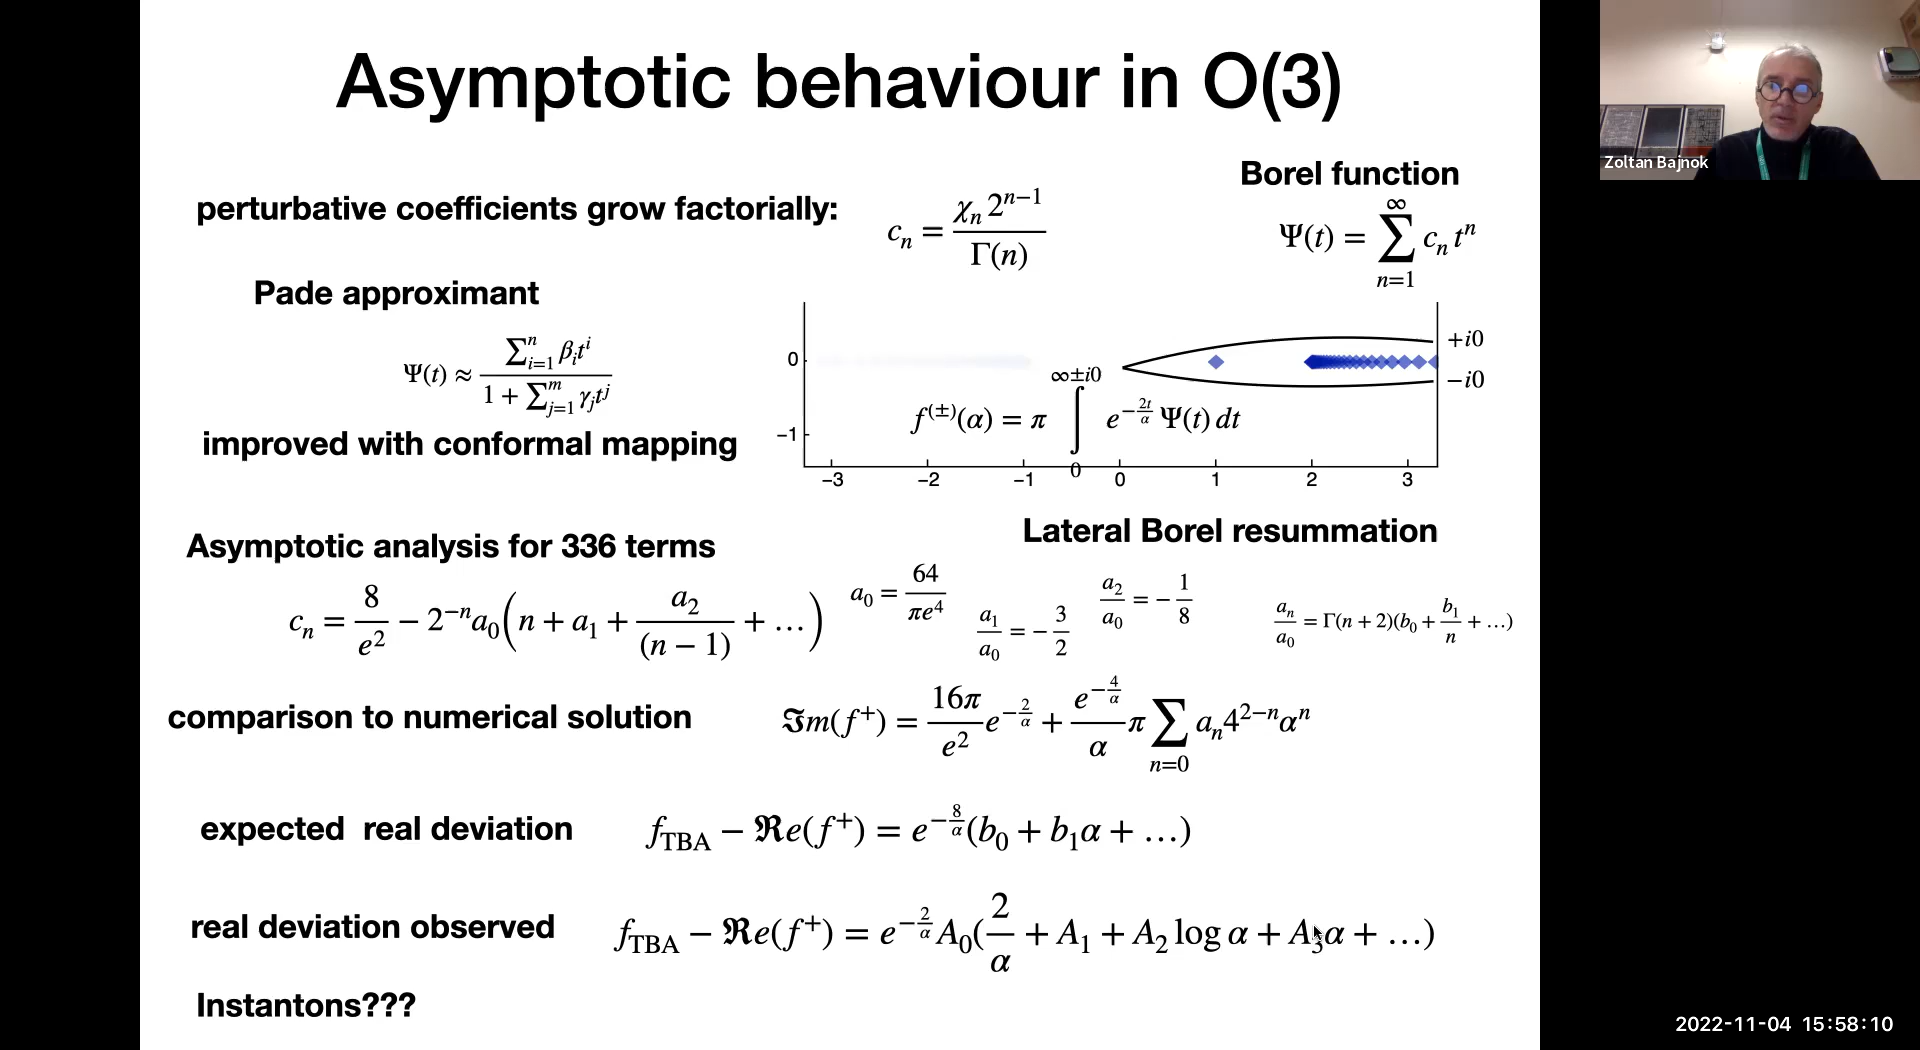 Asymptotic behaviour in O(3)
Zoltan Bajnok
perturbative coefficients grow factorially:
c_n = χ_n 2^{n−1} / Γ(n)
Borel function
Ψ(t) = ∑_{n=1}^{∞} c_n t^n
Pade approximant
Ψ(t) ≈ ∑_{i=1}^{n} β_i t^i / (1 + ∑_{j=1}^{m} γ_j t^j)
improved with conformal mapping
0
−1
−3 −2 −1 0 1 2 3
+i0
−i0
f^{(±)}(α) = π ∫_0^{∞±i0} e^{−2t/α} Ψ(t) dt
Lateral Borel resummation
Asymptotic analysis for 336 terms
c_n = 8/e^2 − 2^{−n} a_0 (n + a_1 + a_2/(n − 1) + …)
a_0 = 64/πe^4
a_1/a_0 = − 3/2
a_2/a_0 = − 1/8
a_n/a_0 = Γ(n + 2)(b_0 + b_1/n + …)
comparison to numerical solution
ℑm(f^+) = 16π/e^2 e^{−2/α} + e^{−4/α}/α π ∑_{n=0} a_n 4^{2−n} α^n
expected real deviation
f_TBA − ℜe(f^+) = e^{−8/α}(b_0 + b_1α + …)
real deviation observed
f_TBA − ℜe(f^+) = e^{−2/α} A_0(2/α + A_1 + A_2 log α + A_3α + …)
Instantons???
2022-11-04 15:58:10